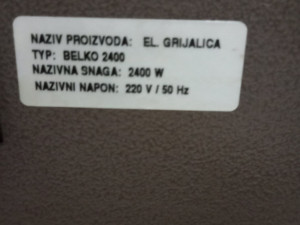 NAZIV PROIZVODA: EL. GRIJALICA
TYP: BELKO 2400
NAZIVNA SNAGA: 2400 W
NAZIVNI NAPON: 220 V / 50 Hz